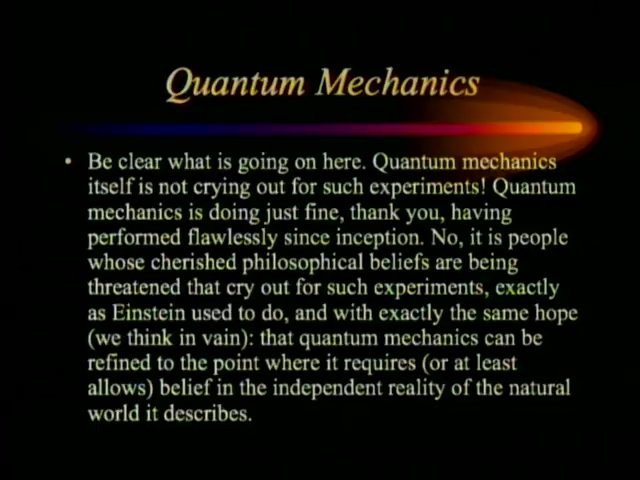 Quantum Mechanics
• Be clear what is going on here. Quantum mechanics
itself is not crying out for such experiments! Quantum
mechanics is doing just fine, thank you, having
performed flawlessly since inception. No, it is people
whose cherished philosophical beliefs are being
threatened that cry out for such experiments, exactly
as Einstein used to do, and with exactly the same hope
(we think in vain): that quantum mechanics can be
refined to the point where it requires (or at least
allows) belief in the independent reality of the natural
world it describes.